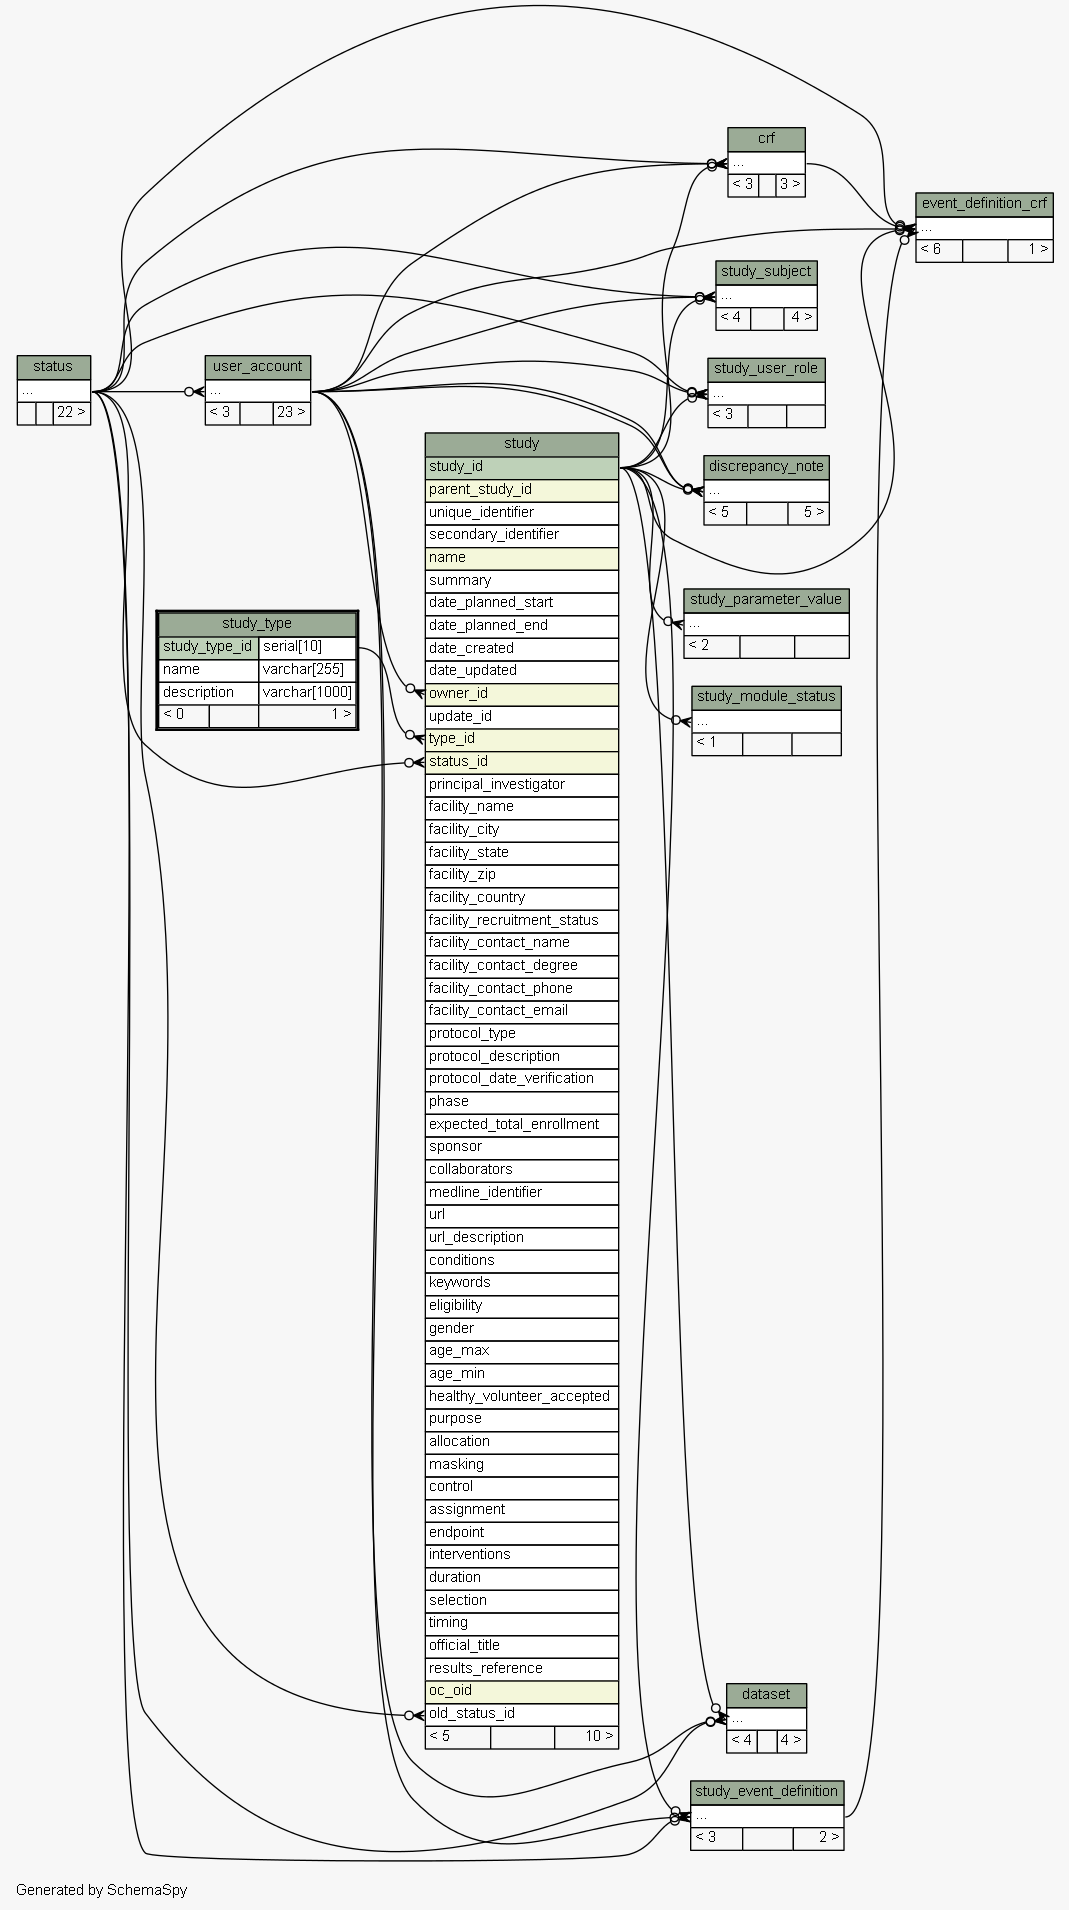 crf
...
< 3 3 >
event_definition_crf
...
< 6 1 >
study_subject
...
< 4 4 >
status
...
22 >
user_account
...
< 3 23 >
study_user_role
...
< 3
study
study_id
parent_study_id
unique_identifier
secondary_identifier
name
summary
date_planned_start
date_planned_end
date_created
date_updated
owner_id
update_id
type_id
status_id
principal_investigator
facility_name
facility_city
facility_state
facility_zip
facility_country
facility_recruitment_status
facility_contact_name
facility_contact_degree
facility_contact_phone
facility_contact_email
protocol_type
protocol_description
protocol_date_verification
phase
expected_total_enrollment
sponsor
collaborators
medline_identifier
url
url_description
conditions
keywords
eligibility
gender
age_max
age_min
healthy_volunteer_accepted
purpose
allocation
masking
control
assignment
endpoint
interventions
duration
selection
timing
official_title
results_reference
oc_oid
old_status_id
< 5 10 >
discrepancy_note
...
< 5 5 >
study_type
study_type_id serial[10]
name varchar[255]
description varchar[1000]
< 0 1 >
study_parameter_value
...
< 2
study_module_status
...
< 1
dataset
...
< 4 4 >
study_event_definition
...
< 3 2 >
Generated by SchemaSpy